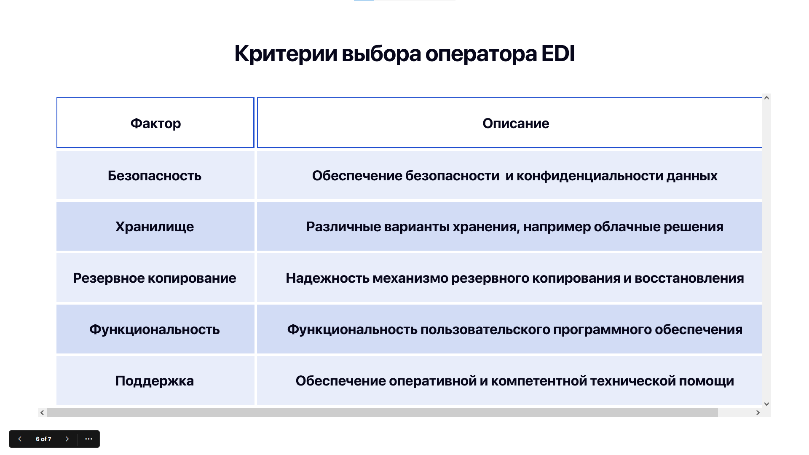 Критерии выбора оператора EDI
Фактор Описание
Безопасность Обеспечение безопасности и конфиденциальности данных
Хранилище Различные варианты хранения, например облачные решения
Резервное копирование Надежность механизмо резервного копирования и восстановления
Функциональность Функциональность пользовательского программного обеспечения
Поддержка Обеспечение оперативной и компетентной технической помощи
6 of 7